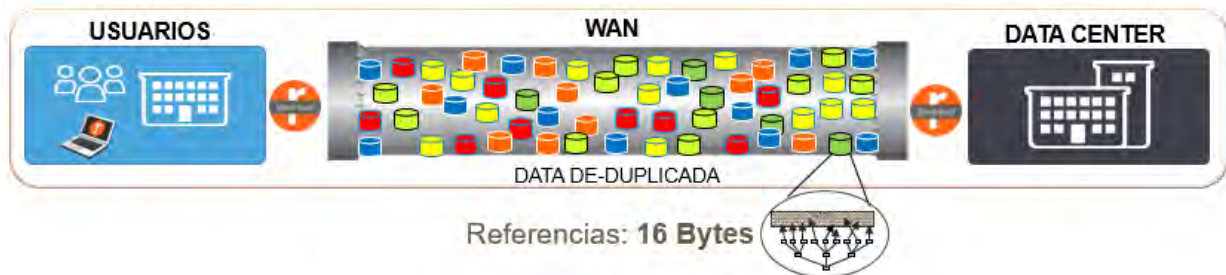 USUARIOS
WAN
DATA CENTER
r
r
DATA DE-DUPLICADA
Referencias: 16 Bytes